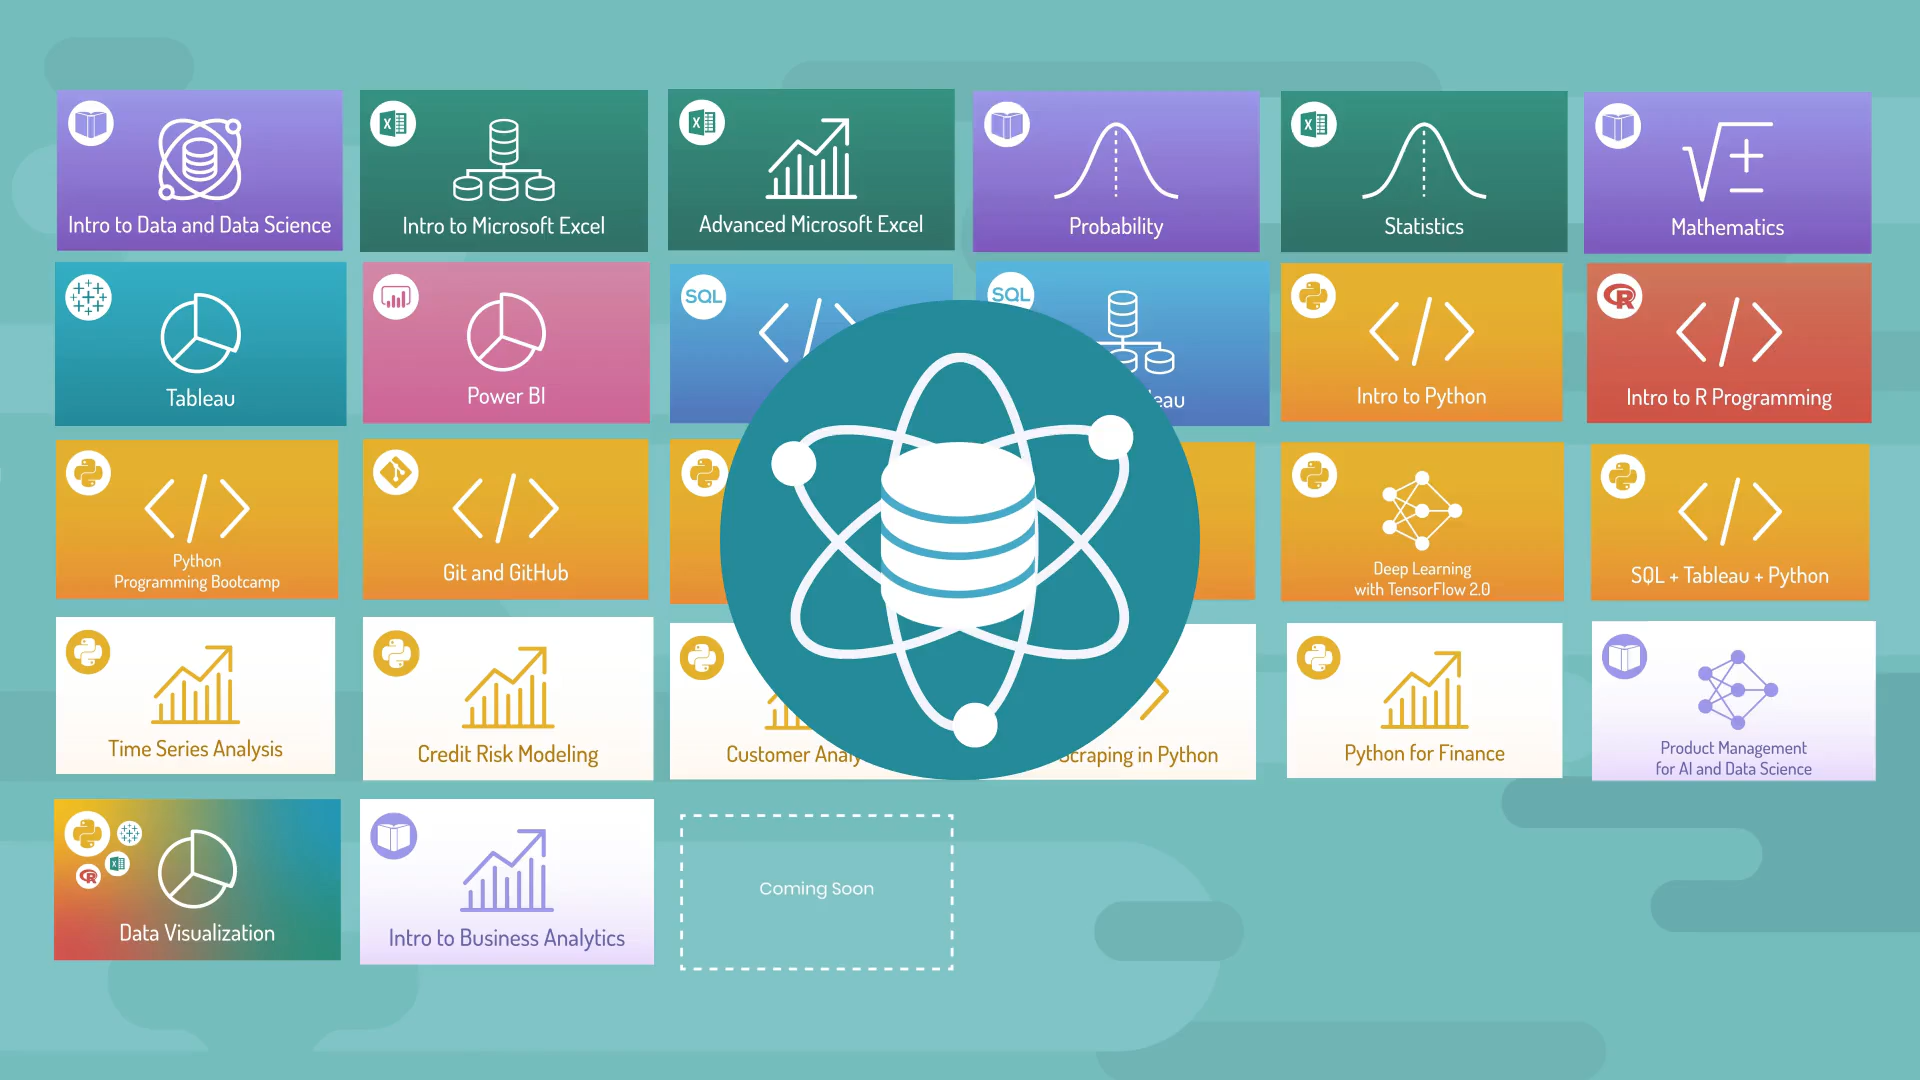 Intro to Data and Data Science
Intro to Microsoft Excel
Advanced Microsoft Excel
Probability
Statistics
Mathematics
Tableau
Power BI
SQL
SQL
Intro to Python
Intro to R Programming
Python
Programming Bootcamp
Git and GitHub
Deep Learning
with TensorFlow 2.0
SQL + Tableau + Python
Time Series Analysis
Credit Risk Modeling
Customer
in Python
Python for Finance
Product Management
for AI and Data Science
Data Visualization
Intro to Business Analytics
Coming Soon